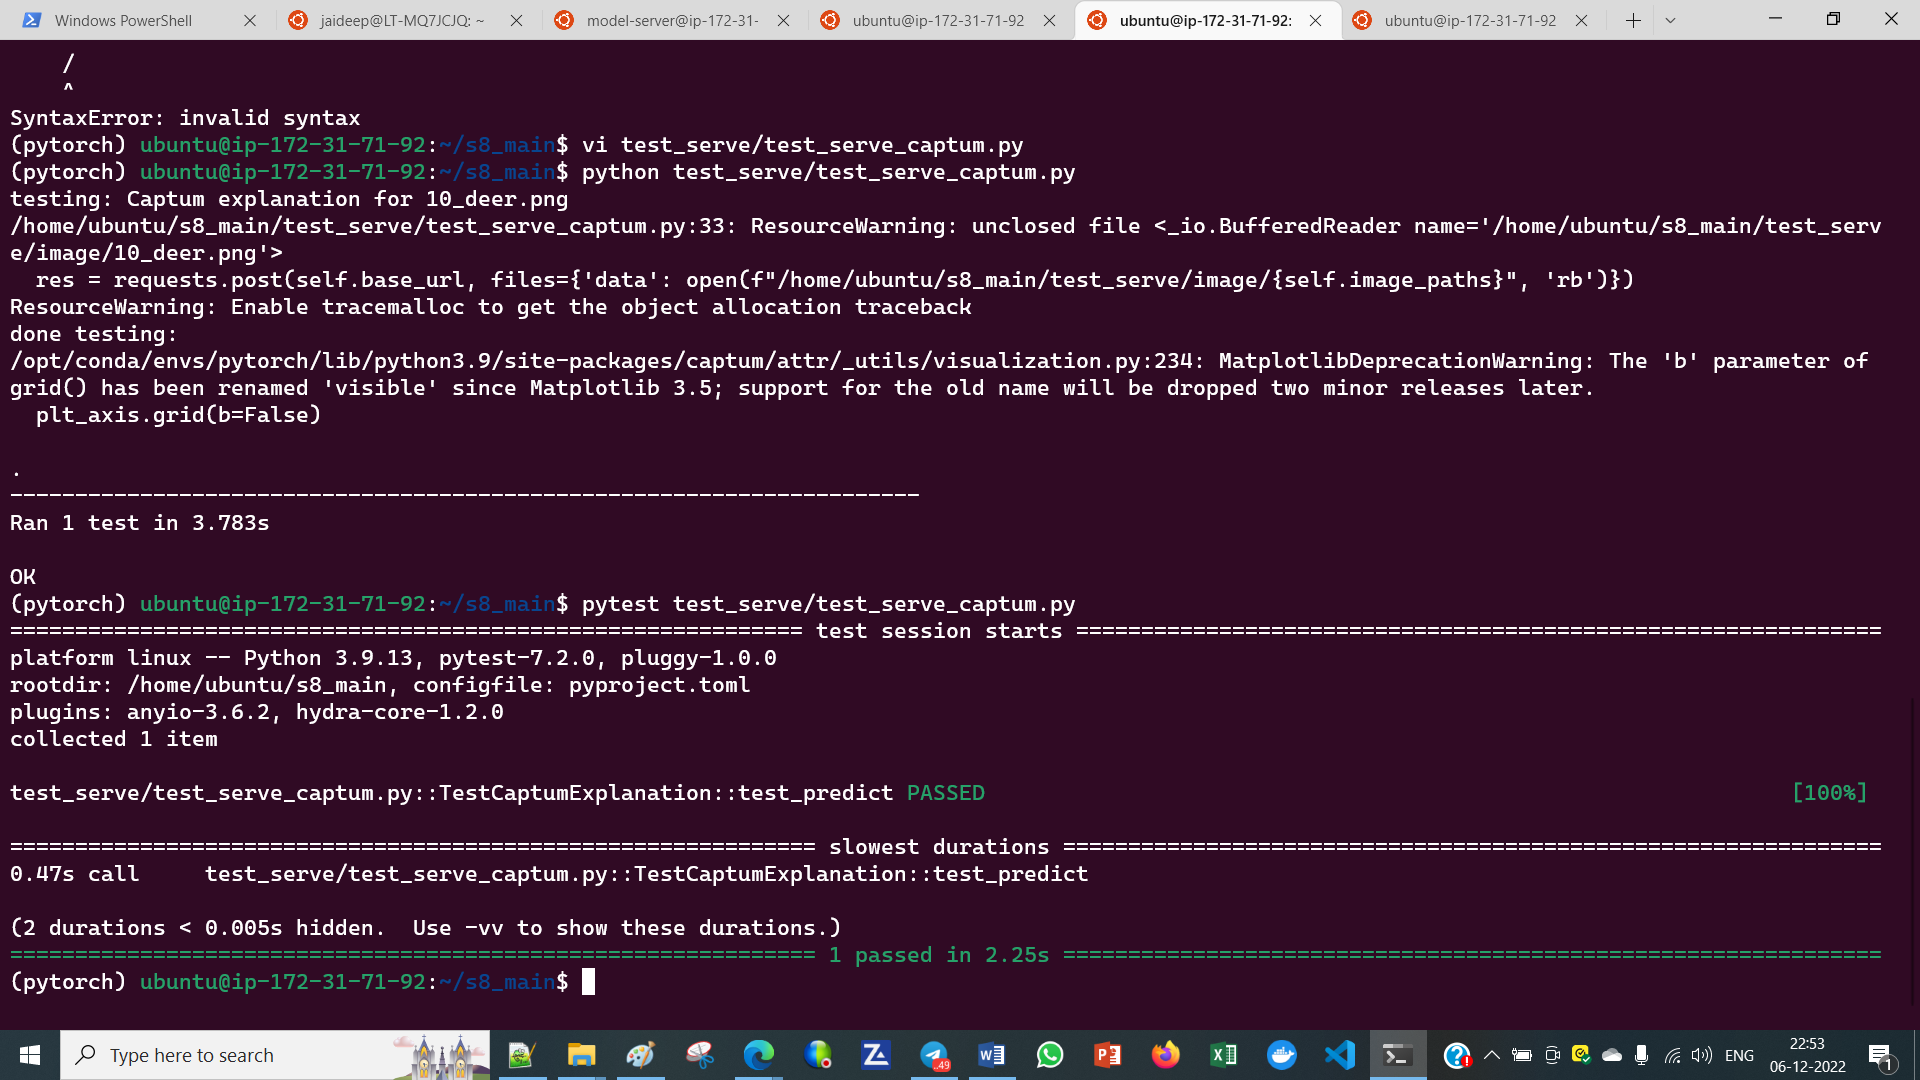 Windows PowerShell
jaideep@LT-MQ7JCJQ: ~
model-server@ip-172-31-
ubuntu@ip-172-31-71-92
ubuntu@ip-172-31-71-92:
ubuntu@ip-172-31-71-92
/
^
SyntaxError: invalid syntax
(pytorch) ubuntu@ip-172-31-71-92:~/s8_main$ vi test_serve/test_serve_captum.py
(pytorch) ubuntu@ip-172-31-71-92:~/s8_main$ python test_serve/test_serve_captum.py
testing: Captum explanation for 10_deer.png
/home/ubuntu/s8_main/test_serve/test_serve_captum.py:33: ResourceWarning: unclosed file <_io.BufferedReader name='/home/ubuntu/s8_main/test_serv
e/image/10_deer.png'>
  res = requests.post(self.base_url, files={'data': open(f"/home/ubuntu/s8_main/test_serve/image/{self.image_paths}", 'rb')})
ResourceWarning: Enable tracemalloc to get the object allocation traceback
done testing:
/opt/conda/envs/pytorch/lib/python3.9/site-packages/captum/attr/_utils/visualization.py:234: MatplotlibDeprecationWarning: The 'b' parameter of
grid() has been renamed 'visible' since Matplotlib 3.5; support for the old name will be dropped two minor releases later.
  plt_axis.grid(b=False)
.
----------------------------------------------------------------------
Ran 1 test in 3.783s
OK
(pytorch) ubuntu@ip-172-31-71-92:~/s8_main$ pytest test_serve/test_serve_captum.py
============================================================= test session starts ==============================================================
platform linux -- Python 3.9.13, pytest-7.2.0, pluggy-1.0.0
rootdir: /home/ubuntu/s8_main, configfile: pyproject.toml
plugins: anyio-3.6.2, hydra-core-1.2.0
collected 1 item
test_serve/test_serve_captum.py::TestCaptumExplanation::test_predict PASSED [100%]
============================================================== slowest durations ===============================================================
0.47s call     test_serve/test_serve_captum.py::TestCaptumExplanation::test_predict
(2 durations < 0.005s hidden.  Use -vv to show these durations.)
============================================================== 1 passed in 2.25s ===============================================================
(pytorch) ubuntu@ip-172-31-71-92:~/s8_main$
Type here to search
..49
ENG
22:53
06-12-2022
1